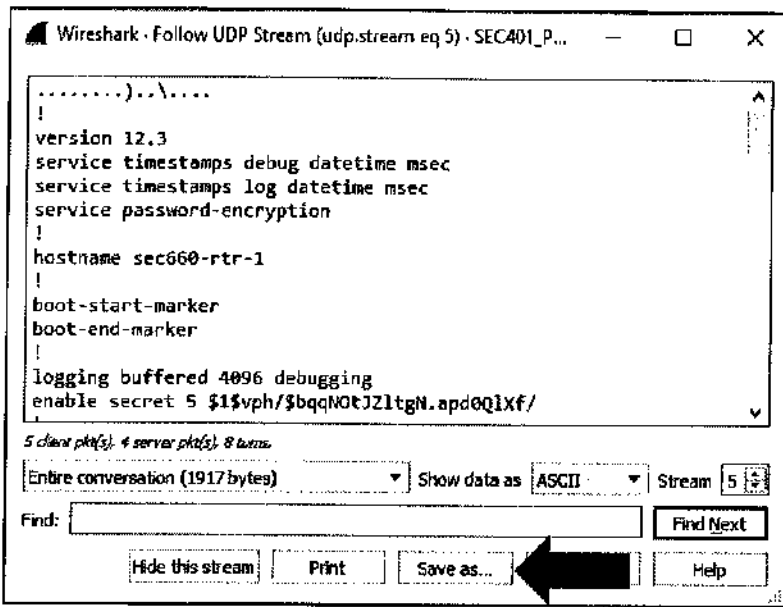 Wireshark · Follow UDP Stream (udp.stream eq 5) · SEC401_P...
........)..\....
!
version 12.3
service timestamps debug datetime msec
service timestamps log datetime msec
service password-encryption
!
hostname sec660-rtr-1
!
boot-start-marker
boot-end-marker
!
logging buffered 4096 debugging
enable secret 5 $1$vph/$bqqNOtJZltgN.apd0QlXf/
5 client pkt(s), 4 server pkt(s), 8 turns.
Entire conversation (1917 bytes) Show data as ASCII Stream 5
Find: Find Next
Hide this stream Print Save as... Help